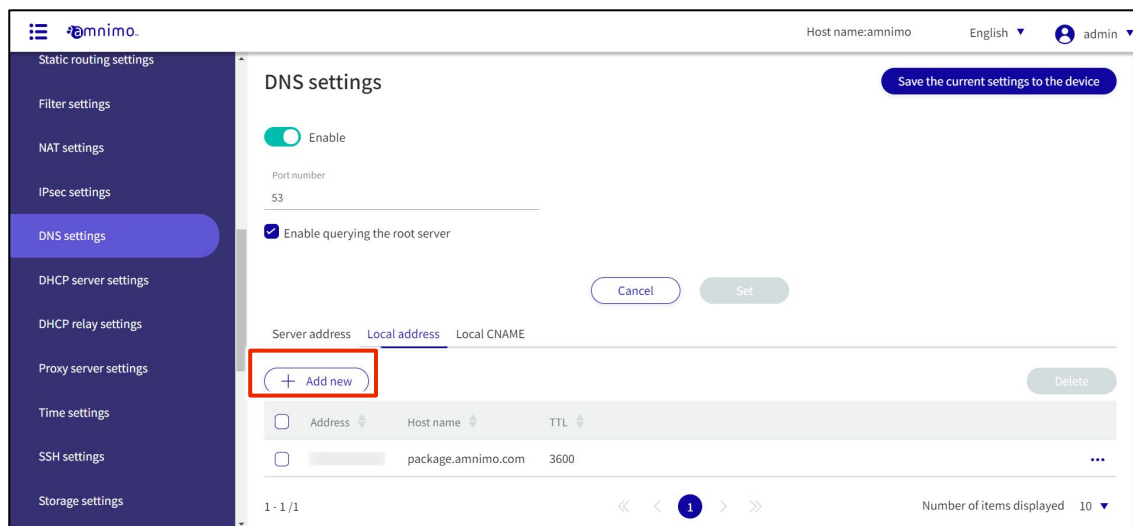 amnimo
Host name:amnimo
English
admin
Static routing settings
Filter settings
NAT settings
IPsec settings
DNS settings
DHCP server settings
DHCP relay settings
Proxy server settings
Time settings
SSH settings
Storage settings
DNS settings
Save the current settings to the device
Enable
Port number
53
Enable querying the root server
Cancel
Set
Server address Local address Local CNAME
+ Add new
Delete
Address Host name TTL
package.amnimo.com 3600
1 - 1 /1
1
Number of items displayed 10